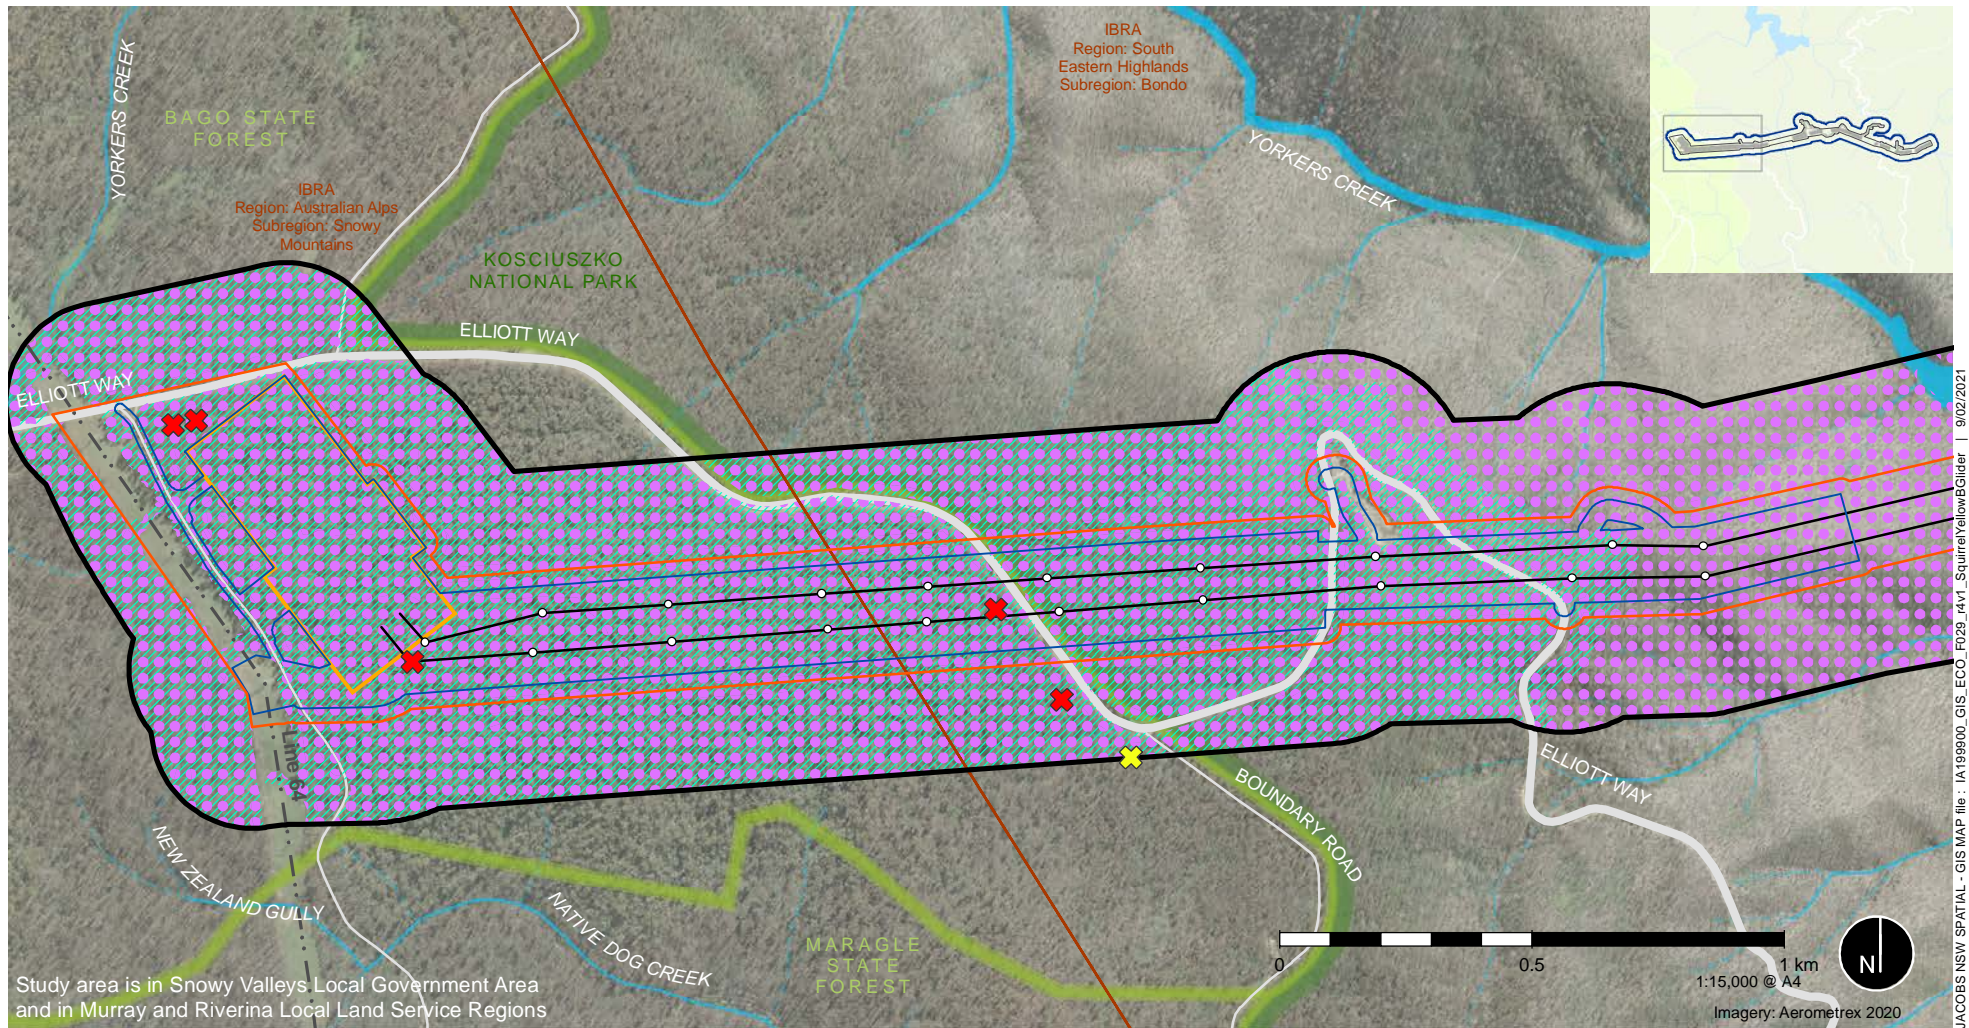 YORKERS CREEK
BAGO STATE
FOREST
IBRA
Region: Australian Alps
Subregion: Snowy
Mountains
KOSCIUSZKO
NATIONAL PARK
ELLIOTT WAY
ELLIOTT WAY
IBRA
Region: South
Eastern Highlands
Subregion: Bondo
YORKERS CREEK
Line 64
NEW ZEALAND GULLY
NATIVE DOG CREEK
MARAGLE
STATE
FOREST
BOUNDARY ROAD
ELLIOTT WAY
Study area is in Snowy Valleys Local Government Area
and in Murray and Riverina Local Land Service Regions
0
0.5
1 km
1:15,000 @ A4
N
Imagery: Aerometrex 2020
JACOBS NSW SPATIAL - GIS MAP file : IA199900_GIS_ECO_F029_r4v1_SquirrelYellowBGlider | 9/02/2021